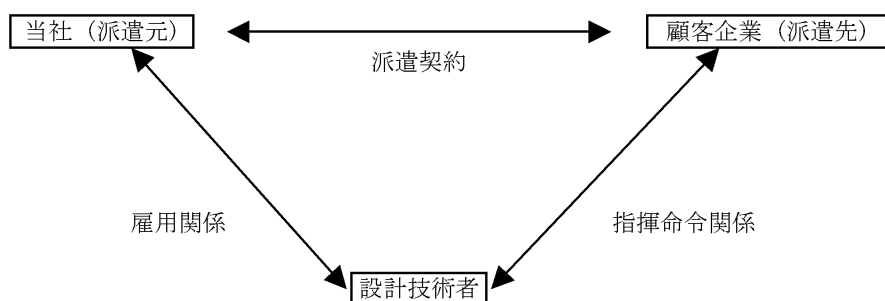 当社（派遣元）
顧客企業（派遣先）
派遣契約
雇用関係
指揮命令関係
設計技術者